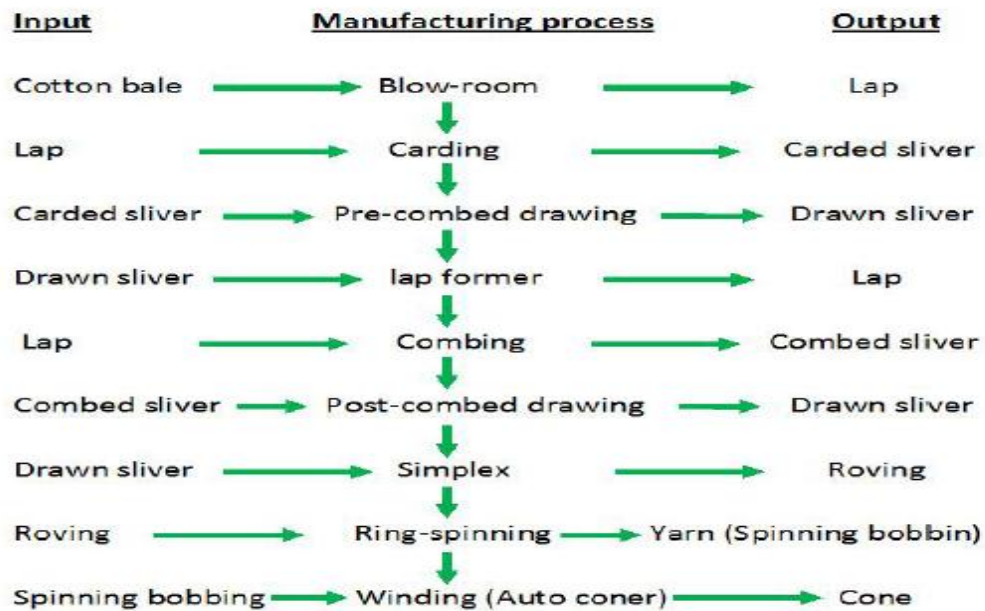 Input Manufacturing process Output
Cotton bale Blow-room Lap
Lap Carding Carded sliver
Carded sliver Pre-combed drawing Drawn sliver
Drawn sliver lap former Lap
Lap Combing Combed sliver
Combed sliver Post-combed drawing Drawn sliver
Drawn sliver Simplex Roving
Roving Ring-spinning Yarn (Spinning bobbin)
Spinning bobbing Winding (Auto coner) Cone